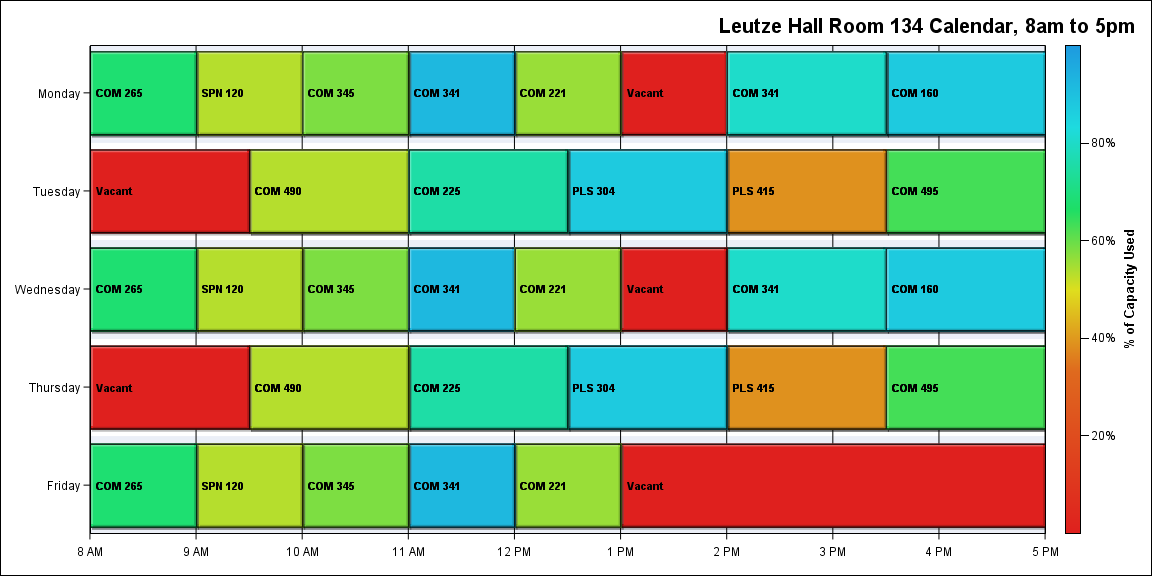 Leutze Hall Room 134 Calendar, 8am to 5pm
Monday
COM 265
SPN 120
COM 345
COM 341
COM 221
Vacant
COM 341
COM 160
Tuesday
Vacant
COM 490
COM 225
PLS 304
PLS 415
COM 495
Wednesday
COM 265
SPN 120
COM 345
COM 341
COM 221
Vacant
COM 341
COM 160
Thursday
Vacant
COM 490
COM 225
PLS 304
PLS 415
COM 495
Friday
COM 265
SPN 120
COM 345
COM 341
COM 221
Vacant
8 AM
9 AM
10 AM
11 AM
12 PM
1 PM
2 PM
3 PM
4 PM
5 PM
80%
60%
40%
20%
% of Capacity Used